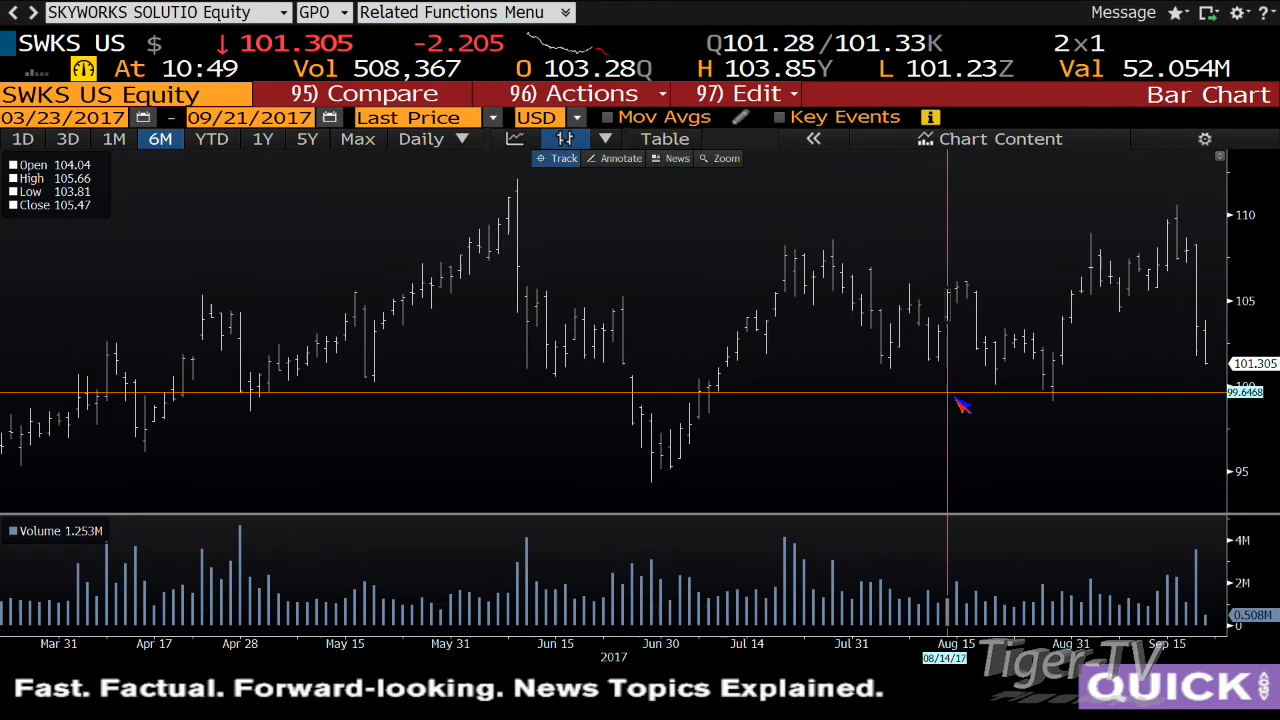 SKYWORKS SOLUTIO Equity GPO Related Functions Menu Message ?
SWKS US $ ↓ 101.305 -2.205 Q101.28 / 101.33K 2×1
At 10:49 Vol 508,367 O 103.28Q H 103.85Y L 101.23Z Val 52.054M
SWKS US Equity 95) Compare 96) Actions 97) Edit Bar Chart
03/23/2017 - 09/21/2017 Last Price USD Mov Avgs Key Events i
1D 3D 1M 6M YTD 1Y 5Y Max Daily Table « Chart Content
Track Annotate News Zoom
Open 104.04
High 105.66
Low 103.81
Close 105.47
110
105
101.305
99.6468
95
Volume 1.253M
4M
2M
0.508M
0
Mar 31 Apr 17 Apr 28 May 15 May 31 Jun 15 Jun 30 Jul 14 Jul 31 Aug 15 Aug 31 Sep 15
2017
08/14/17
Tiger-TV
Fast. Factual. Forward-looking. News Topics Explained. QUICK